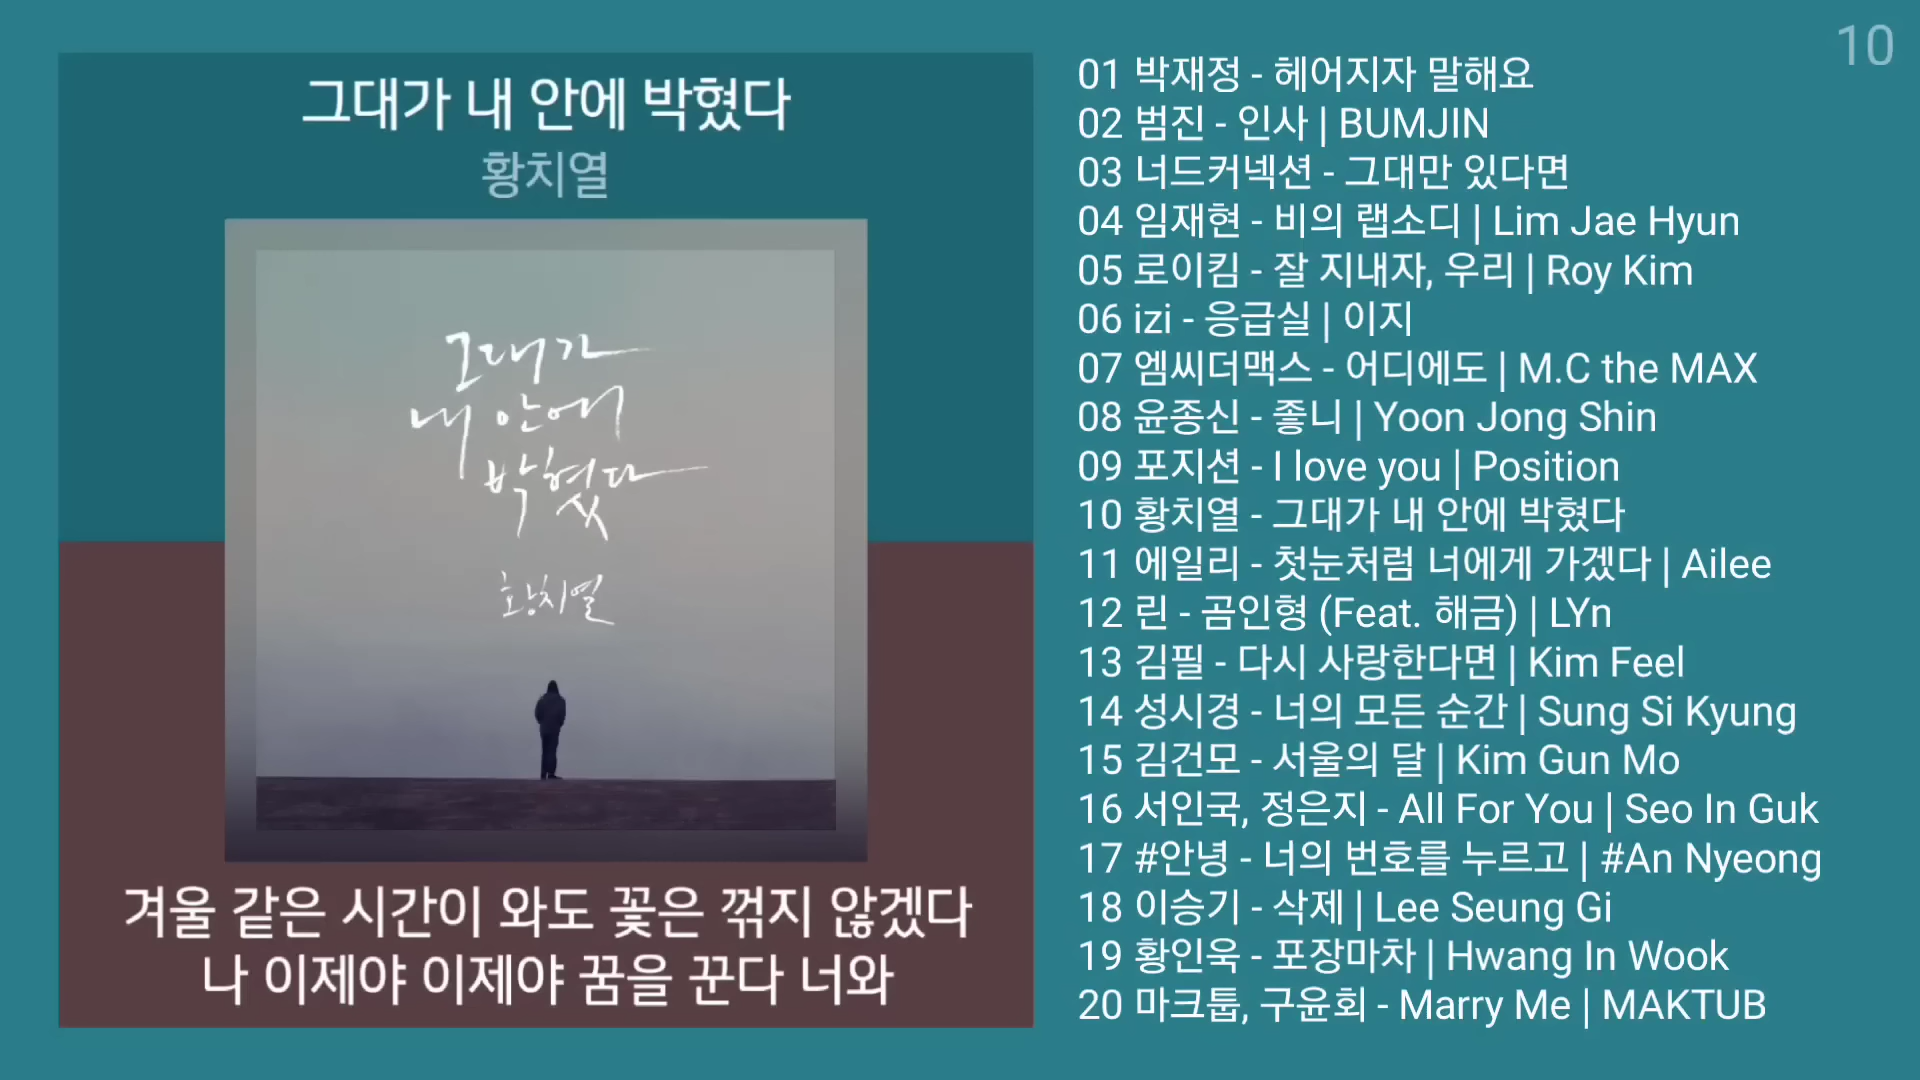 그대가 내 안에 박혔다
황치열
그대가
내 안에
박혔다
황치열
겨울 같은 시간이 와도 꽃은 꺾지 않겠다
나 이제야 이제야 꿈을 꾼다 너와
10
01 박재정 - 헤어지자 말해요
02 범진 - 인사 | BUMJIN
03 너드커넥션 - 그대만 있다면
04 임재현 - 비의 랩소디 | Lim Jae Hyun
05 로이킴 - 잘 지내자, 우리 | Roy Kim
06 izi - 응급실 | 이지
07 엠씨더맥스 - 어디에도 | M.C the MAX
08 윤종신 - 좋니 | Yoon Jong Shin
09 포지션 - I love you | Position
10 황치열 - 그대가 내 안에 박혔다
11 에일리 - 첫눈처럼 너에게 가겠다 | Ailee
12 린 - 곰인형 (Feat. 해금) | LYn
13 김필 - 다시 사랑한다면 | Kim Feel
14 성시경 - 너의 모든 순간 | Sung Si Kyung
15 김건모 - 서울의 달 | Kim Gun Mo
16 서인국, 정은지 - All For You | Seo In Guk
17 #안녕 - 너의 번호를 누르고 | #An Nyeong
18 이승기 - 삭제 | Lee Seung Gi
19 황인욱 - 포장마차 | Hwang In Wook
20 마크툽, 구윤회 - Marry Me | MAKTUB